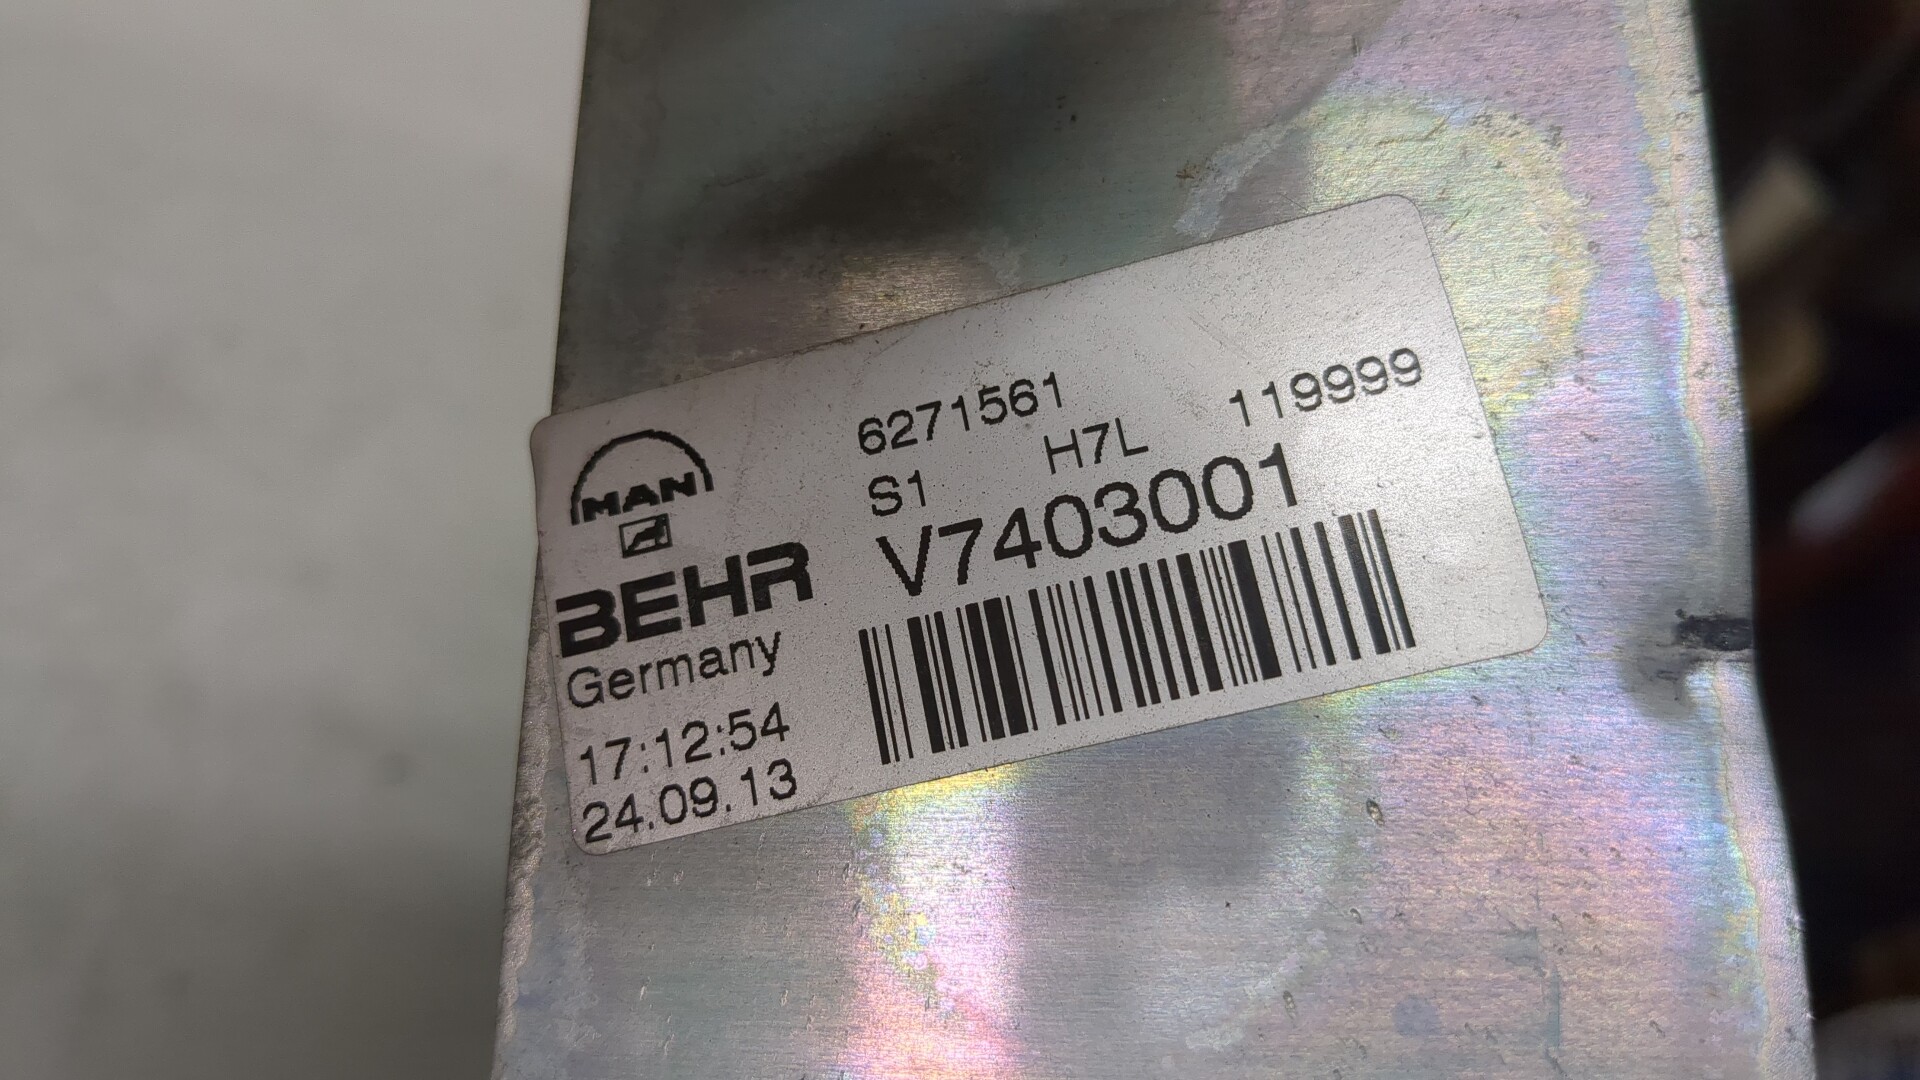 MAN
BEHR
Germany
17:12:54
24.09.13
6271561
S1 H7L 119999
V7403001